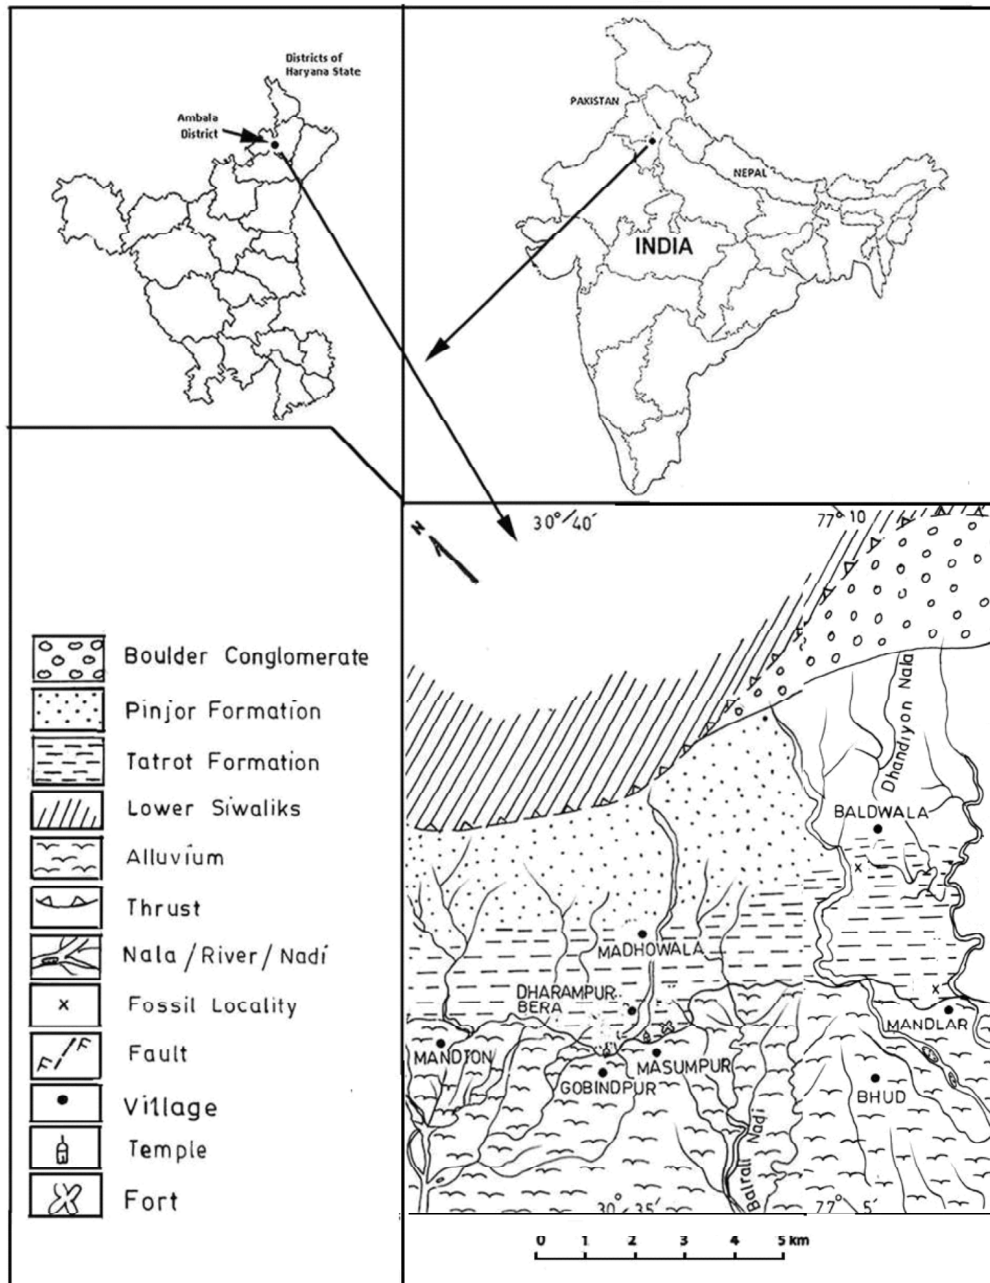 Districts of
Haryana State
Ambala
District
PAKISTAN
NEPAL
INDIA
N
30°/40′
77° 10
Boulder Conglomerate
Pinjor Formation
Tatrot Formation
Lower Siwaliks
Alluvium
Thrust
Nala/River/Nadi
x Fossil Locality
F F Fault
Village
Temple
Fort
Dhandiyon Nala
BALDWALA
x
MADHOWALA
DHARAMPUR
BERA
x
MANDLAR
MANDION
MASUMPUR
GOBINDPUR
BHUD
Balrali Nadi
30° 35′
77° 5′
0 1 2 3 4 5 km